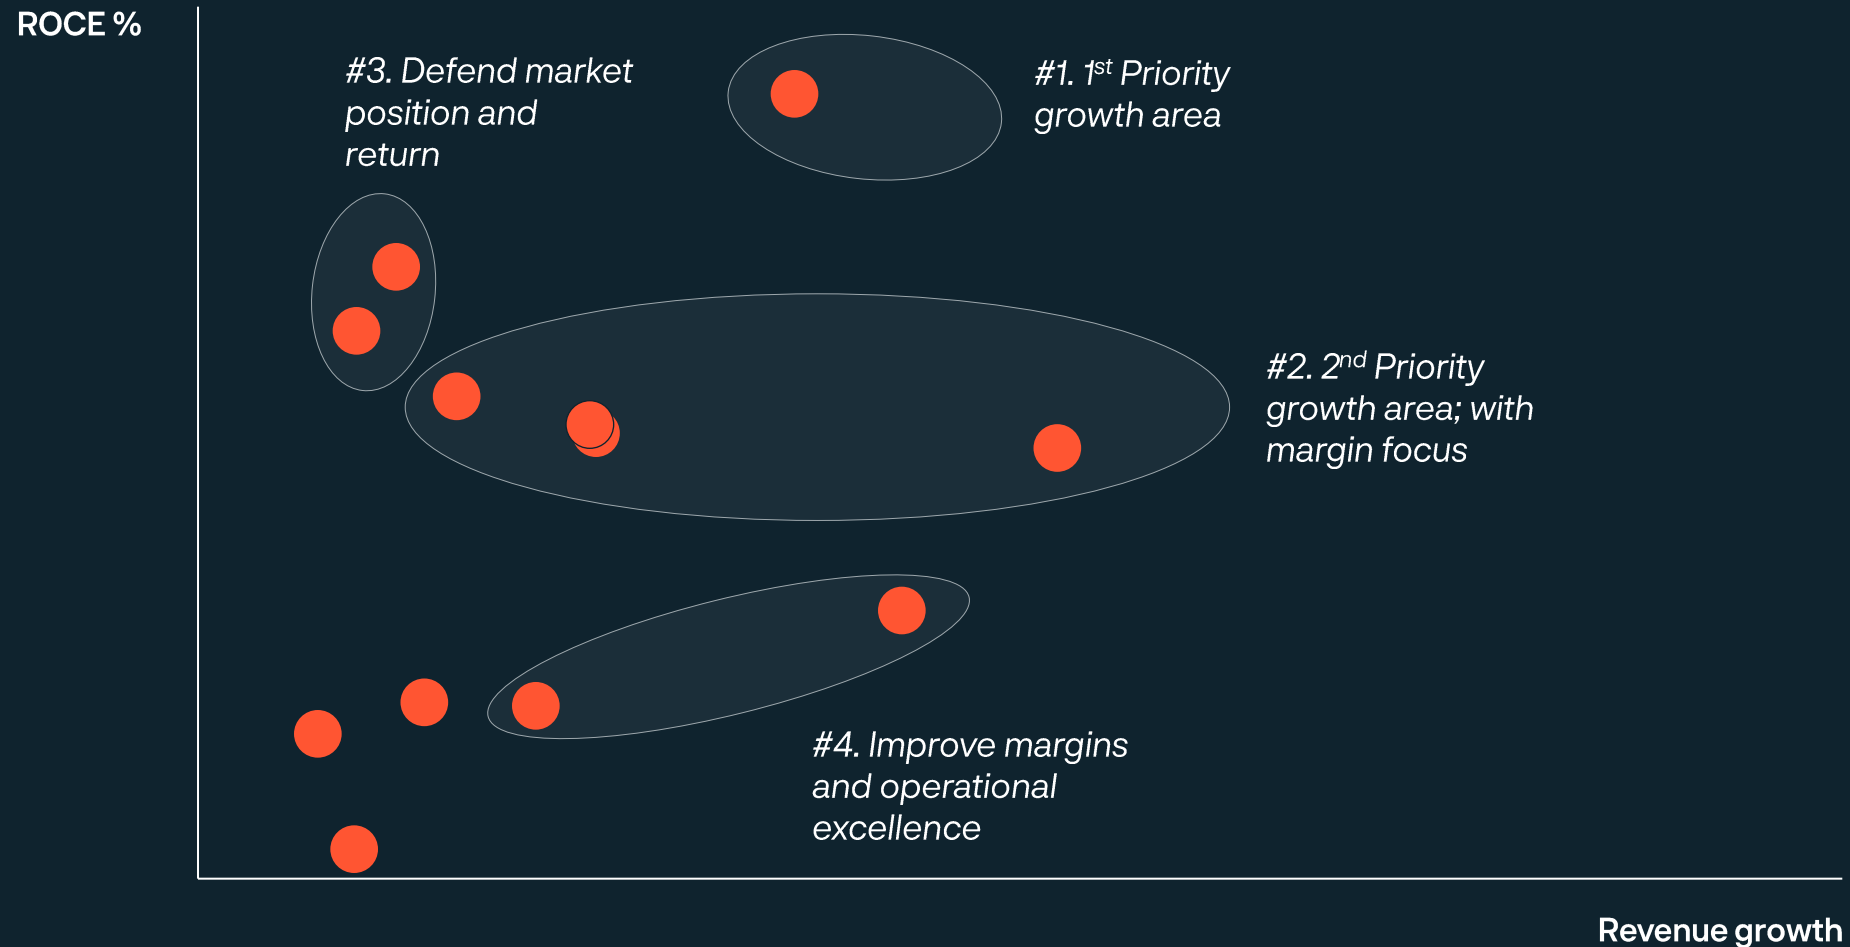 ROCE %
#3. Defend market
position and
return
#1. 1st Priority
growth area
#2. 2nd Priority
growth area; with
margin focus
#4. Improve margins
and operational
excellence
Revenue growth